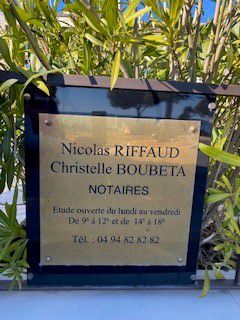 Nicolas RIFFAUD
Christelle BOUBETA
NOTAIRES
Etude ouverte du lundi au vendredi
De 9h à 12h et de 14h à 18h
Tél. : 04 94 82 82 82